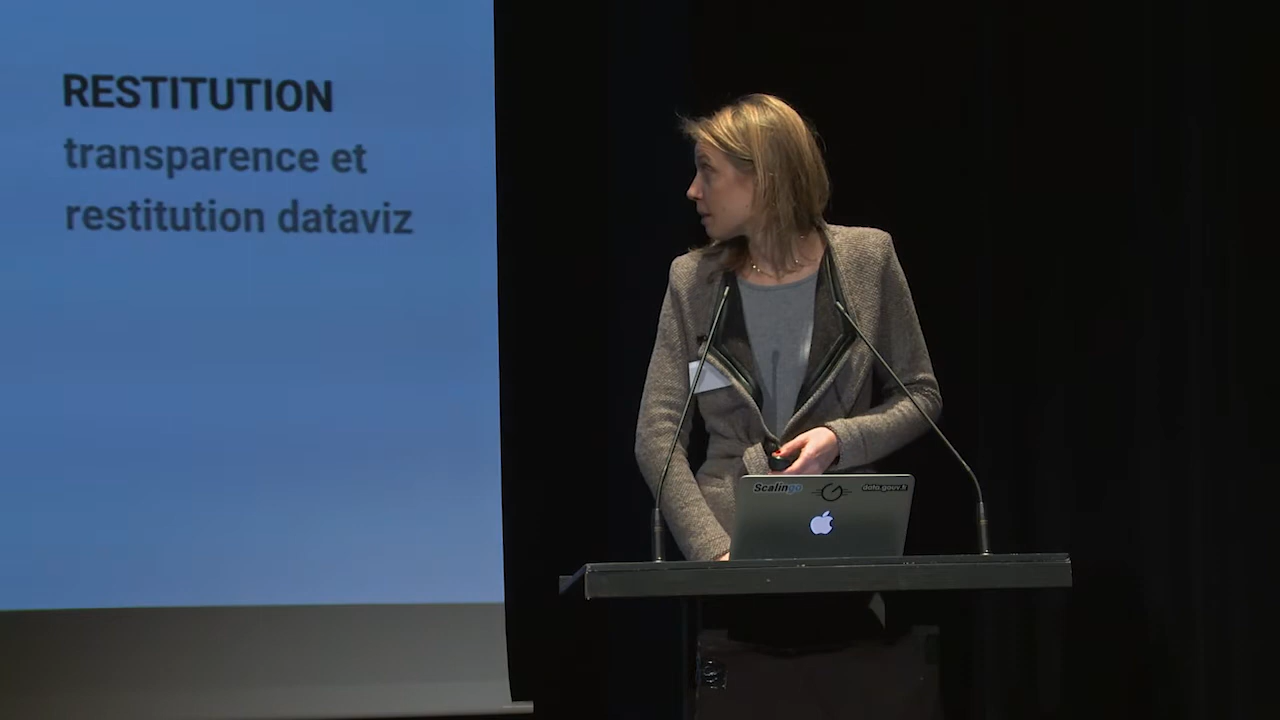 RESTITUTION
transparence et
restitution dataviz
Scalingo
data.gouv.fr